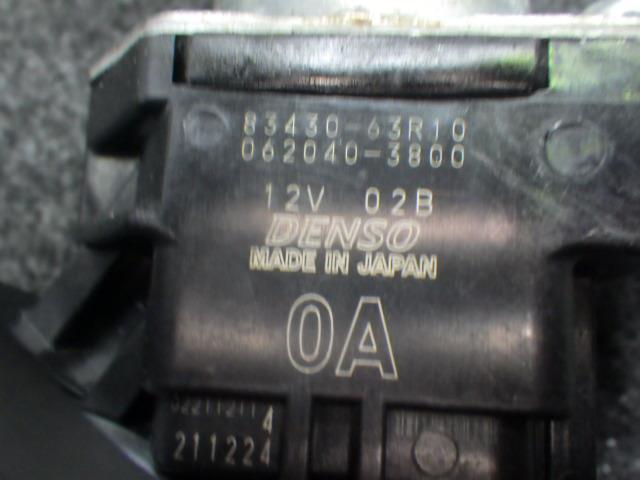 83430-63R10
062040-3800
12V 02B
DENSO
MADE IN JAPAN
0A
4
211224